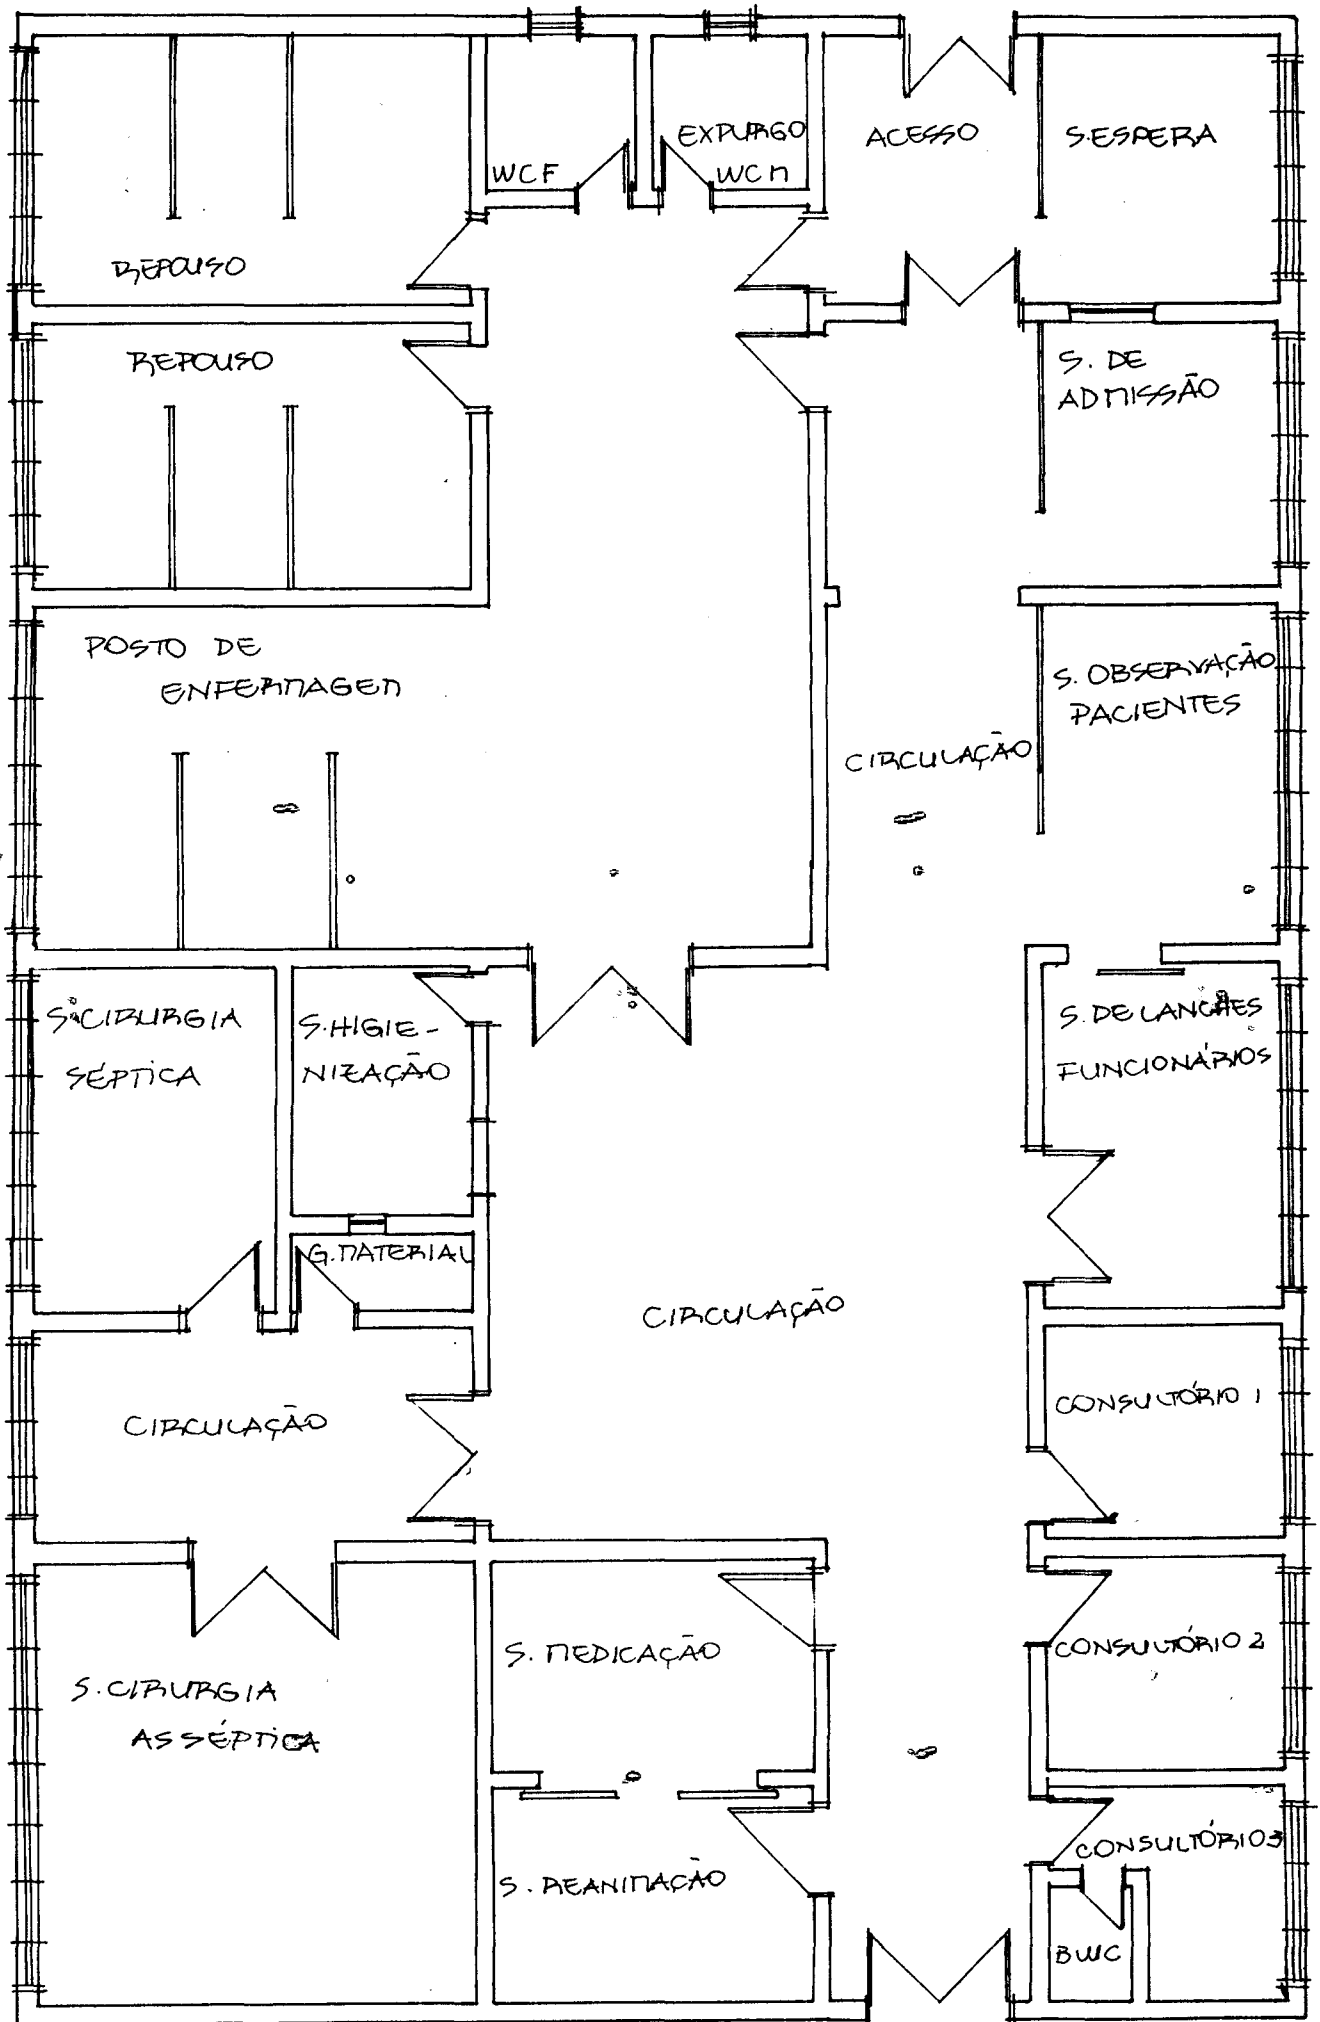 WCF
EXPURGO
WCM
ACESSO
S.ESPERA
REPOUSO
REPOUSO
S. DE
ADMISSÃO
POSTO DE
ENFERMAGEM
S. OBSERVAÇÃO
PACIENTES
CIRCULAÇÃO
S.CIRURGIA
SÉPTICA
S.HIGIE-
NIZAÇÃO
S. DE LANCHES
FUNCIONÁRIOS
G.MATERIAL
CIRCULAÇÃO
CIRCULAÇÃO
CONSULTÓRIO 1
S. MEDICAÇÃO
CONSULTÓRIO 2
S.CIRURGIA
ASSÉPTICA
S. REANIMAÇÃO
CONSULTÓRIO 3
BWC